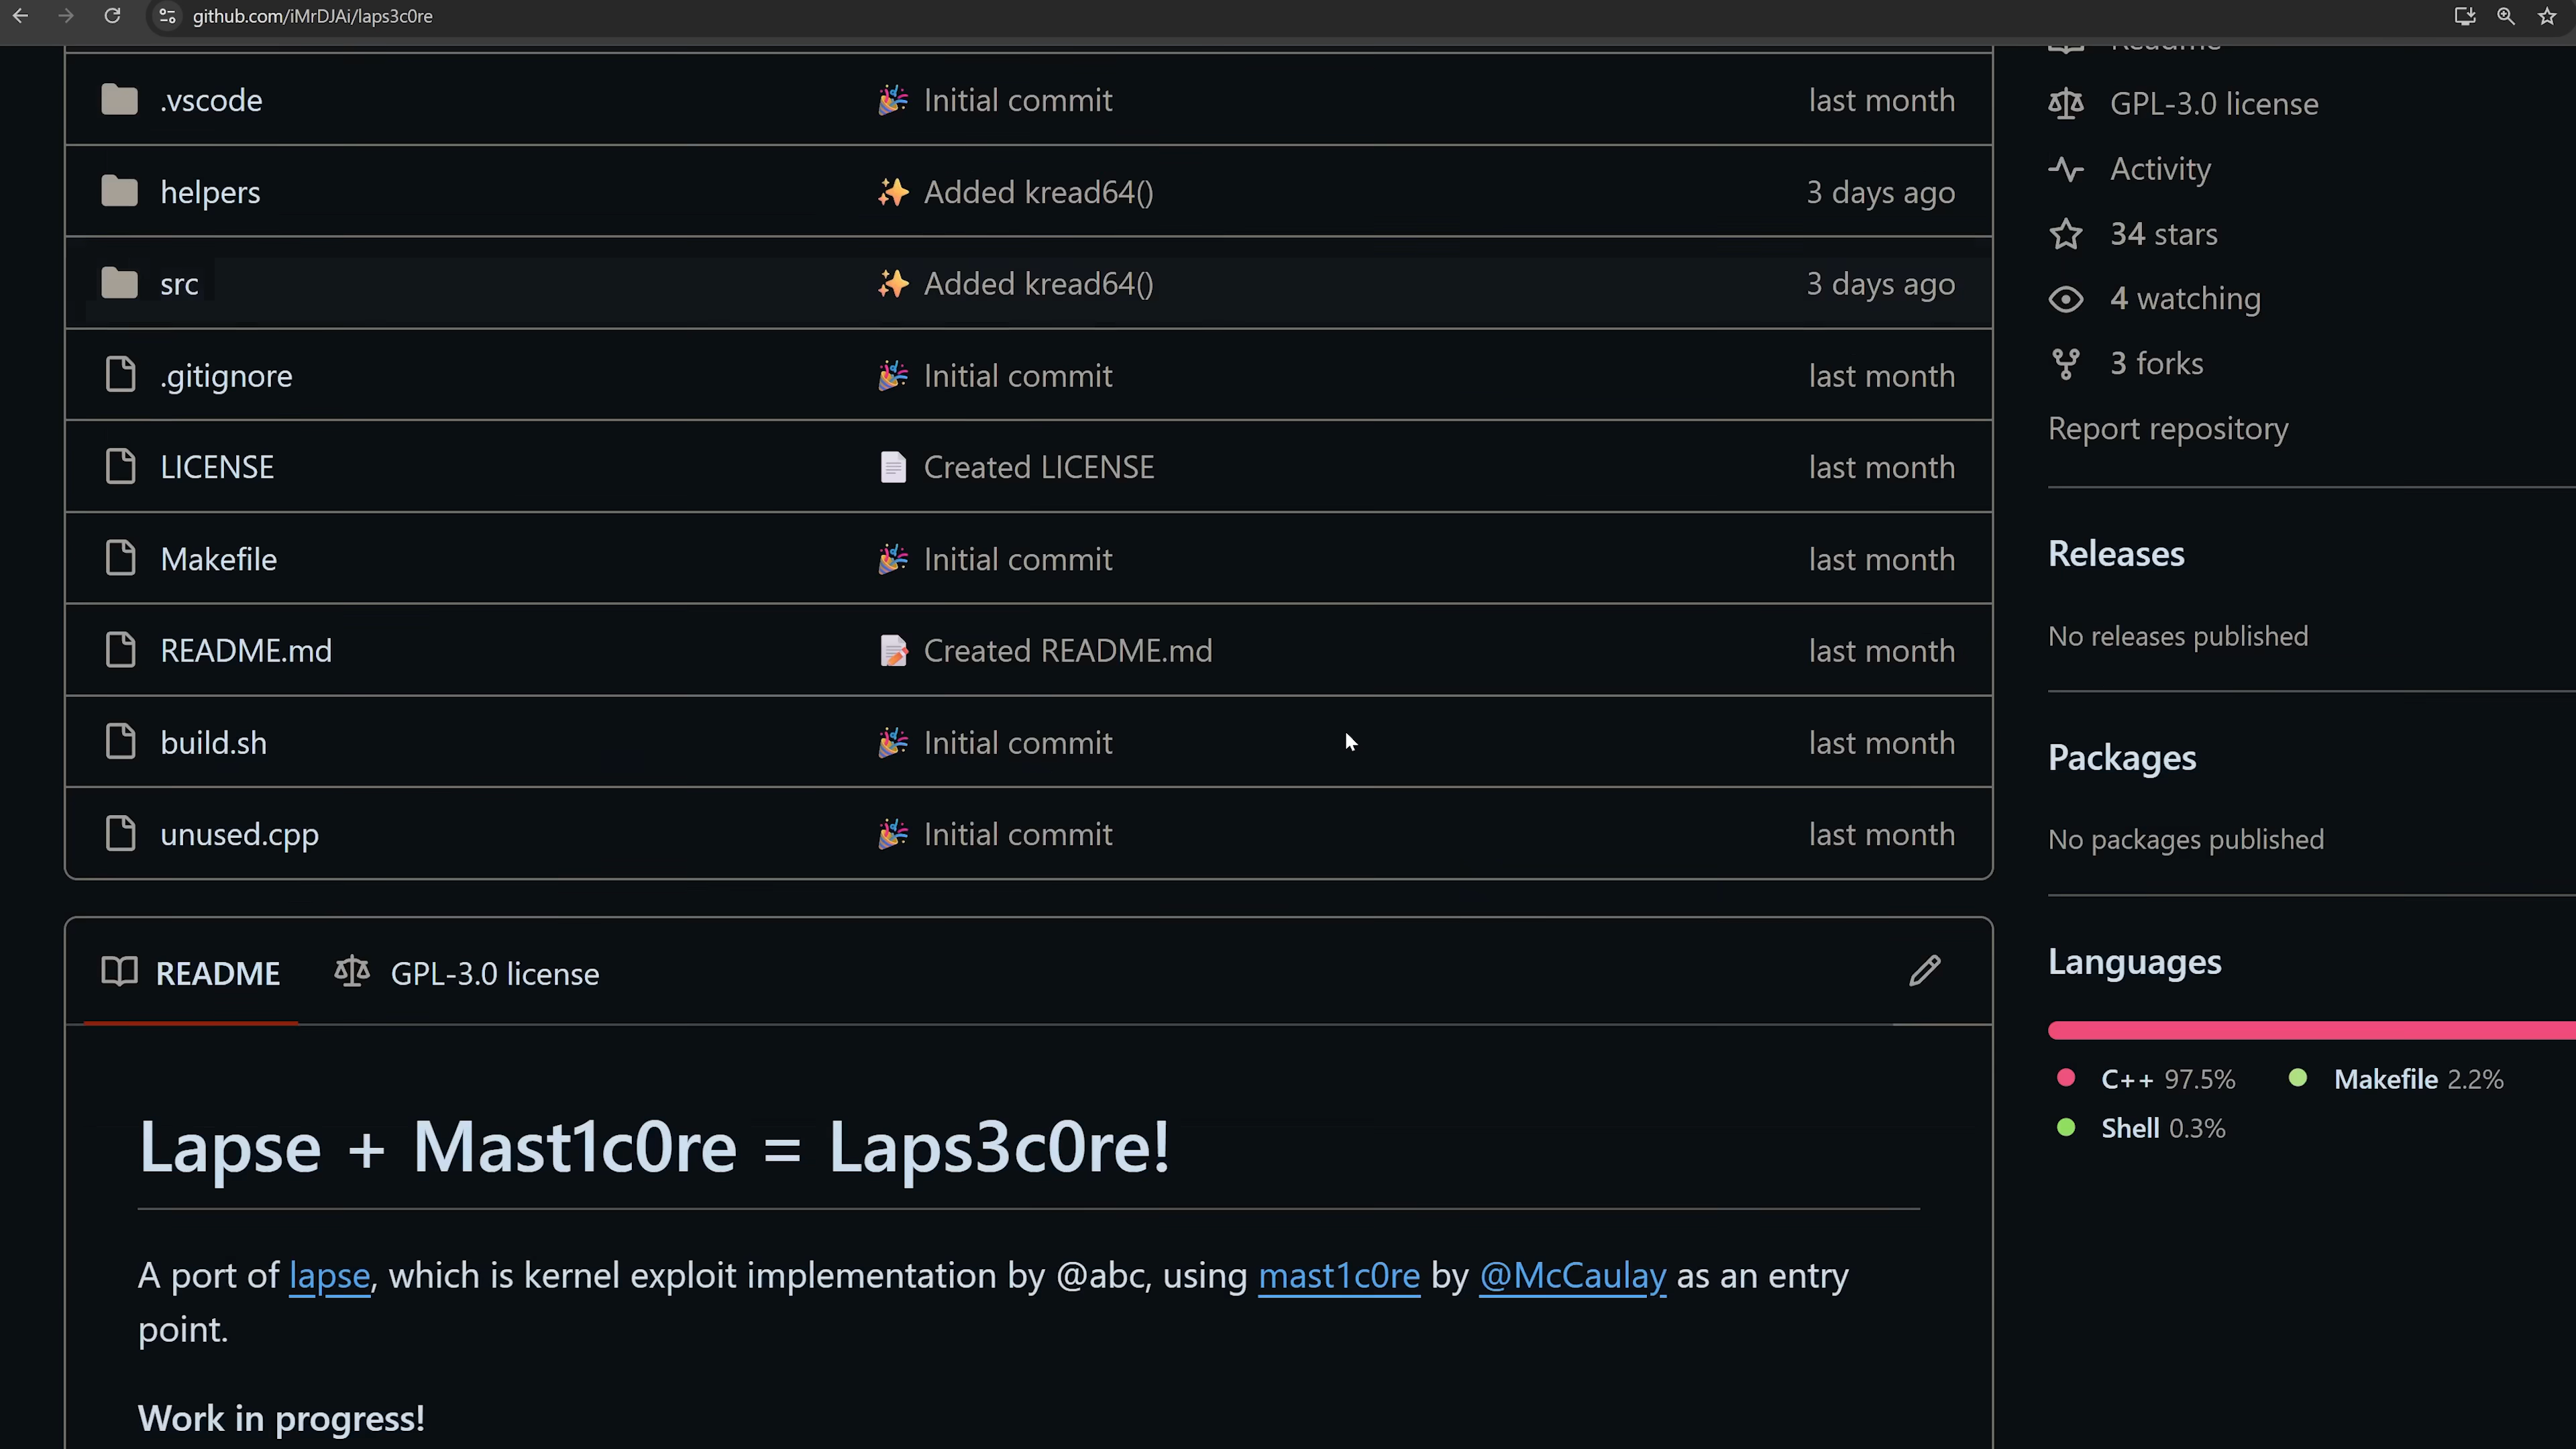 github.com/iMrDJAi/laps3c0re
.vscode Initial commit last month
helpers Added kread64() 3 days ago
src Added kread64() 3 days ago
.gitignore Initial commit last month
LICENSE Created LICENSE last month
Makefile Initial commit last month
README.md Created README.md last month
build.sh Initial commit last month
unused.cpp Initial commit last month
README GPL-3.0 license
Lapse + Mast1c0re = Laps3c0re!
A port of lapse, which is kernel exploit implementation by @abc, using mast1c0re by @McCaulay as an entry
point.
Work in progress!
Readme
GPL-3.0 license
Activity
34 stars
4 watching
3 forks
Report repository
Releases
No releases published
Packages
No packages published
Languages
C++ 97.5% Makefile 2.2%
Shell 0.3%